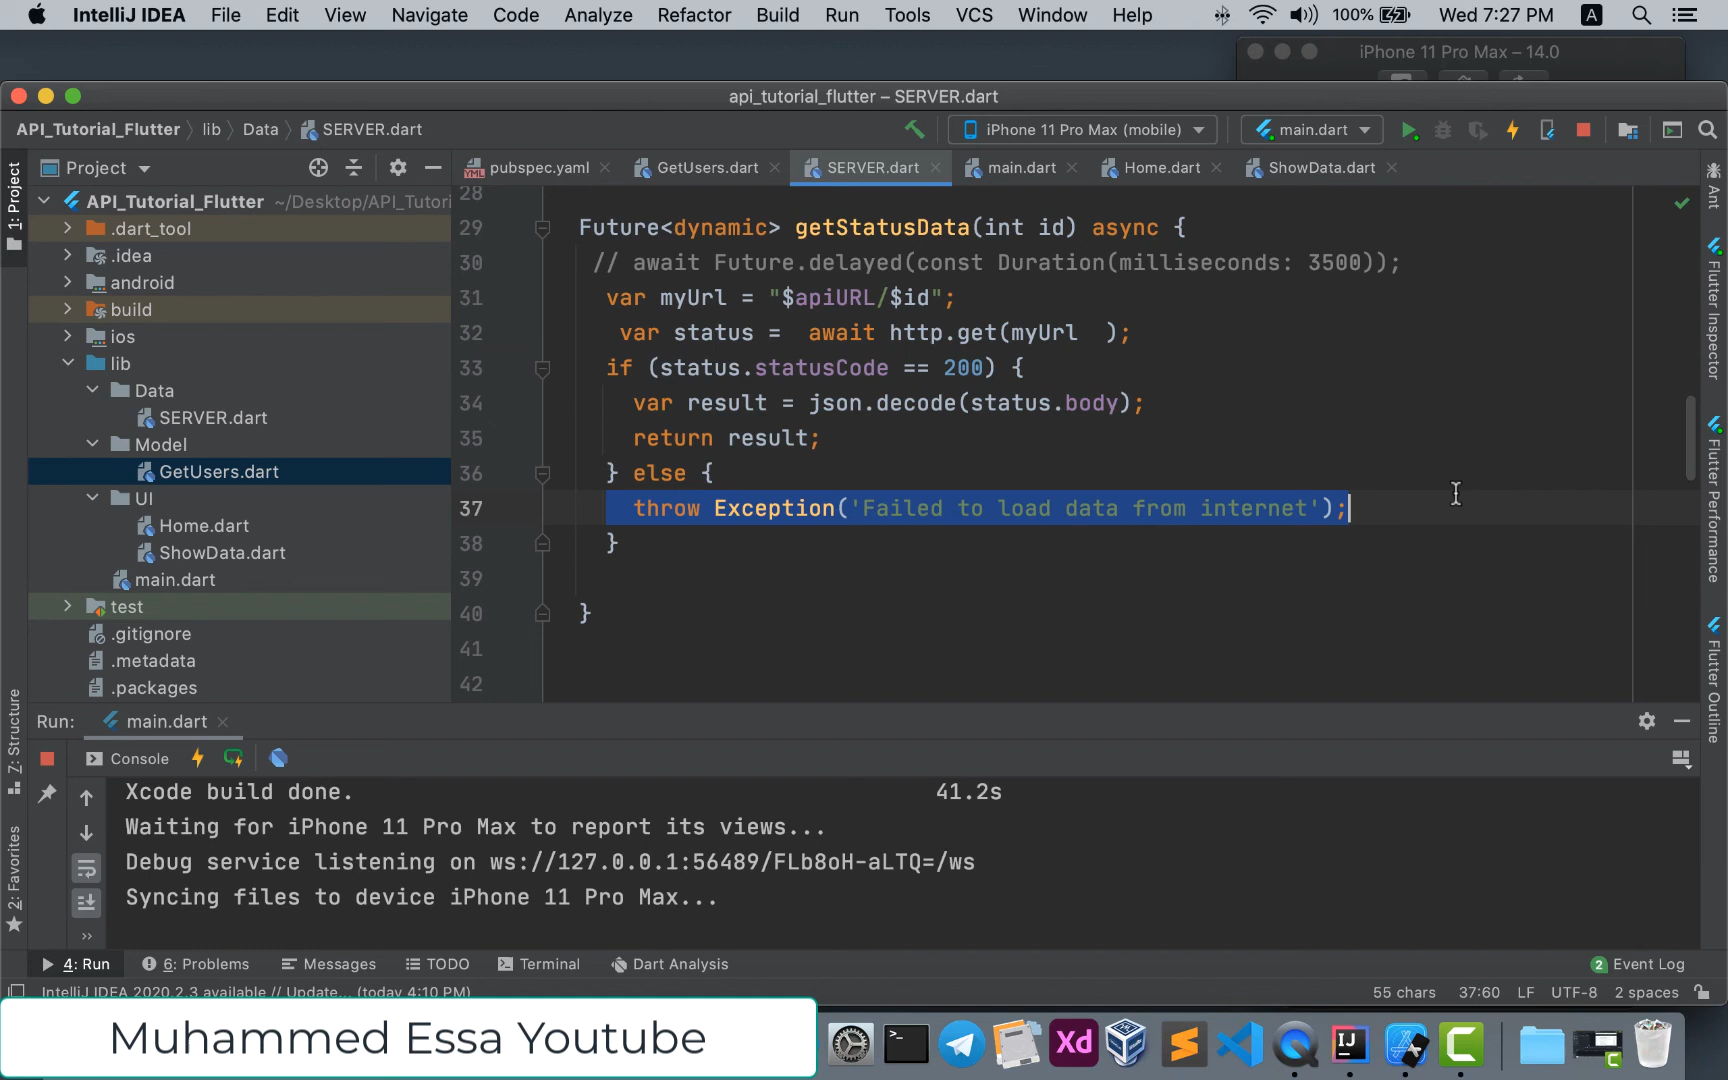 IntelliJ IDEA File Edit View Navigate Code Analyze Refactor Build Run Tools VCS Window Help 100% Wed 7:27 PM A
iPhone 11 Pro Max – 14.0
api_tutorial_flutter – SERVER.dart
API_Tutorial_Flutter lib Data SERVER.dart iPhone 11 Pro Max (mobile) main.dart
Project pubspec.yaml GetUsers.dart SERVER.dart main.dart Home.dart ShowData.dart
1: Project
API_Tutorial_Flutter ~/Desktop/API_Tutori
.dart_tool
.idea
android
build
ios
lib
Data
SERVER.dart
Model
GetUsers.dart
UI
Home.dart
ShowData.dart
main.dart
test
.gitignore
.metadata
.packages
Z: Structure
2: Favorites
28
29 Future<dynamic> getStatusData(int id) async {
30 // await Future.delayed(const Duration(milliseconds: 3500));
31 var myUrl = "$apiURL/$id";
32 var status = await http.get(myUrl );
33 if (status.statusCode == 200) {
34 var result = json.decode(status.body);
35 return result;
36 } else {
37 throw Exception('Failed to load data from internet');
38 }
39
40 }
41
42
Ant
Flutter Inspector
Flutter Performance
Flutter Outline
Run: main.dart
Console
Xcode build done. 41.2s
Waiting for iPhone 11 Pro Max to report its views...
Debug service listening on ws://127.0.0.1:56489/FLb8oH-aLTQ=/ws
Syncing files to device iPhone 11 Pro Max...
4: Run 6: Problems Messages TODO Terminal Dart Analysis 2 Event Log
IntelliJ IDEA 2020.2.3 available // Update... (today 4:10 PM) 55 chars 37:60 LF UTF-8 2 spaces
Muhammed Essa Youtube
Xd
IJ